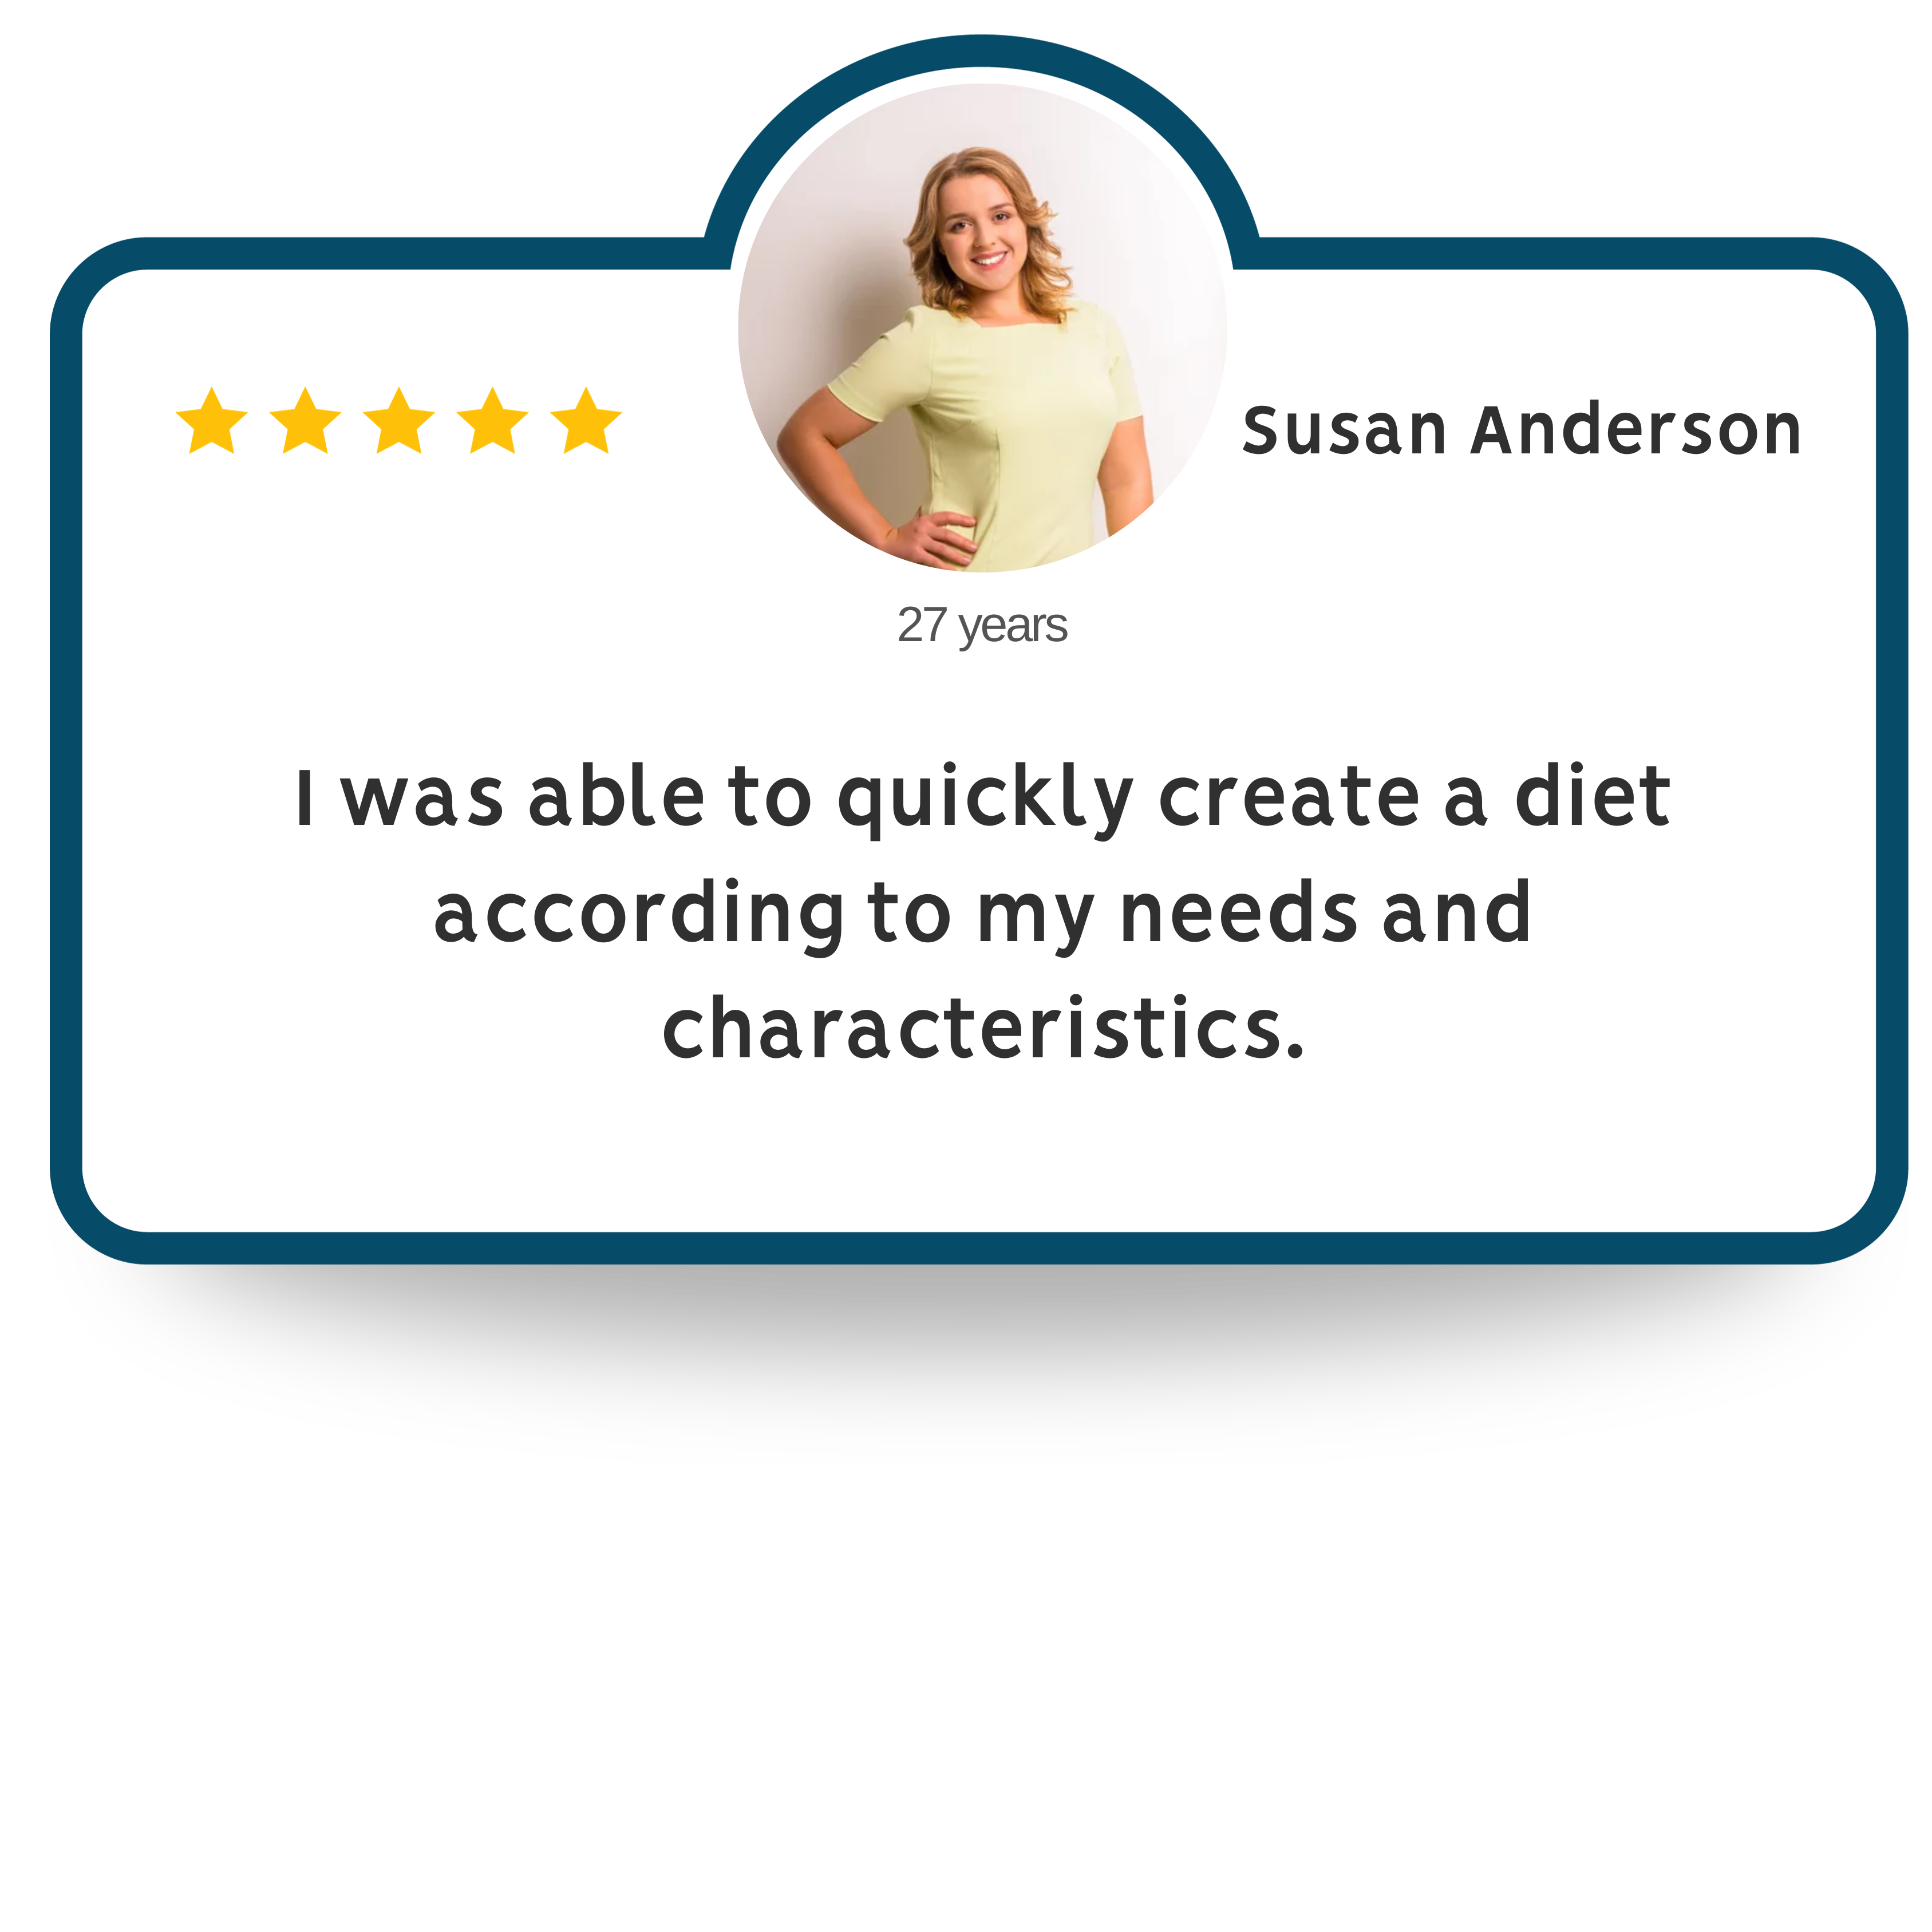 Susan Anderson
27 years
I was able to quickly create a diet
according to my needs and
characteristics.